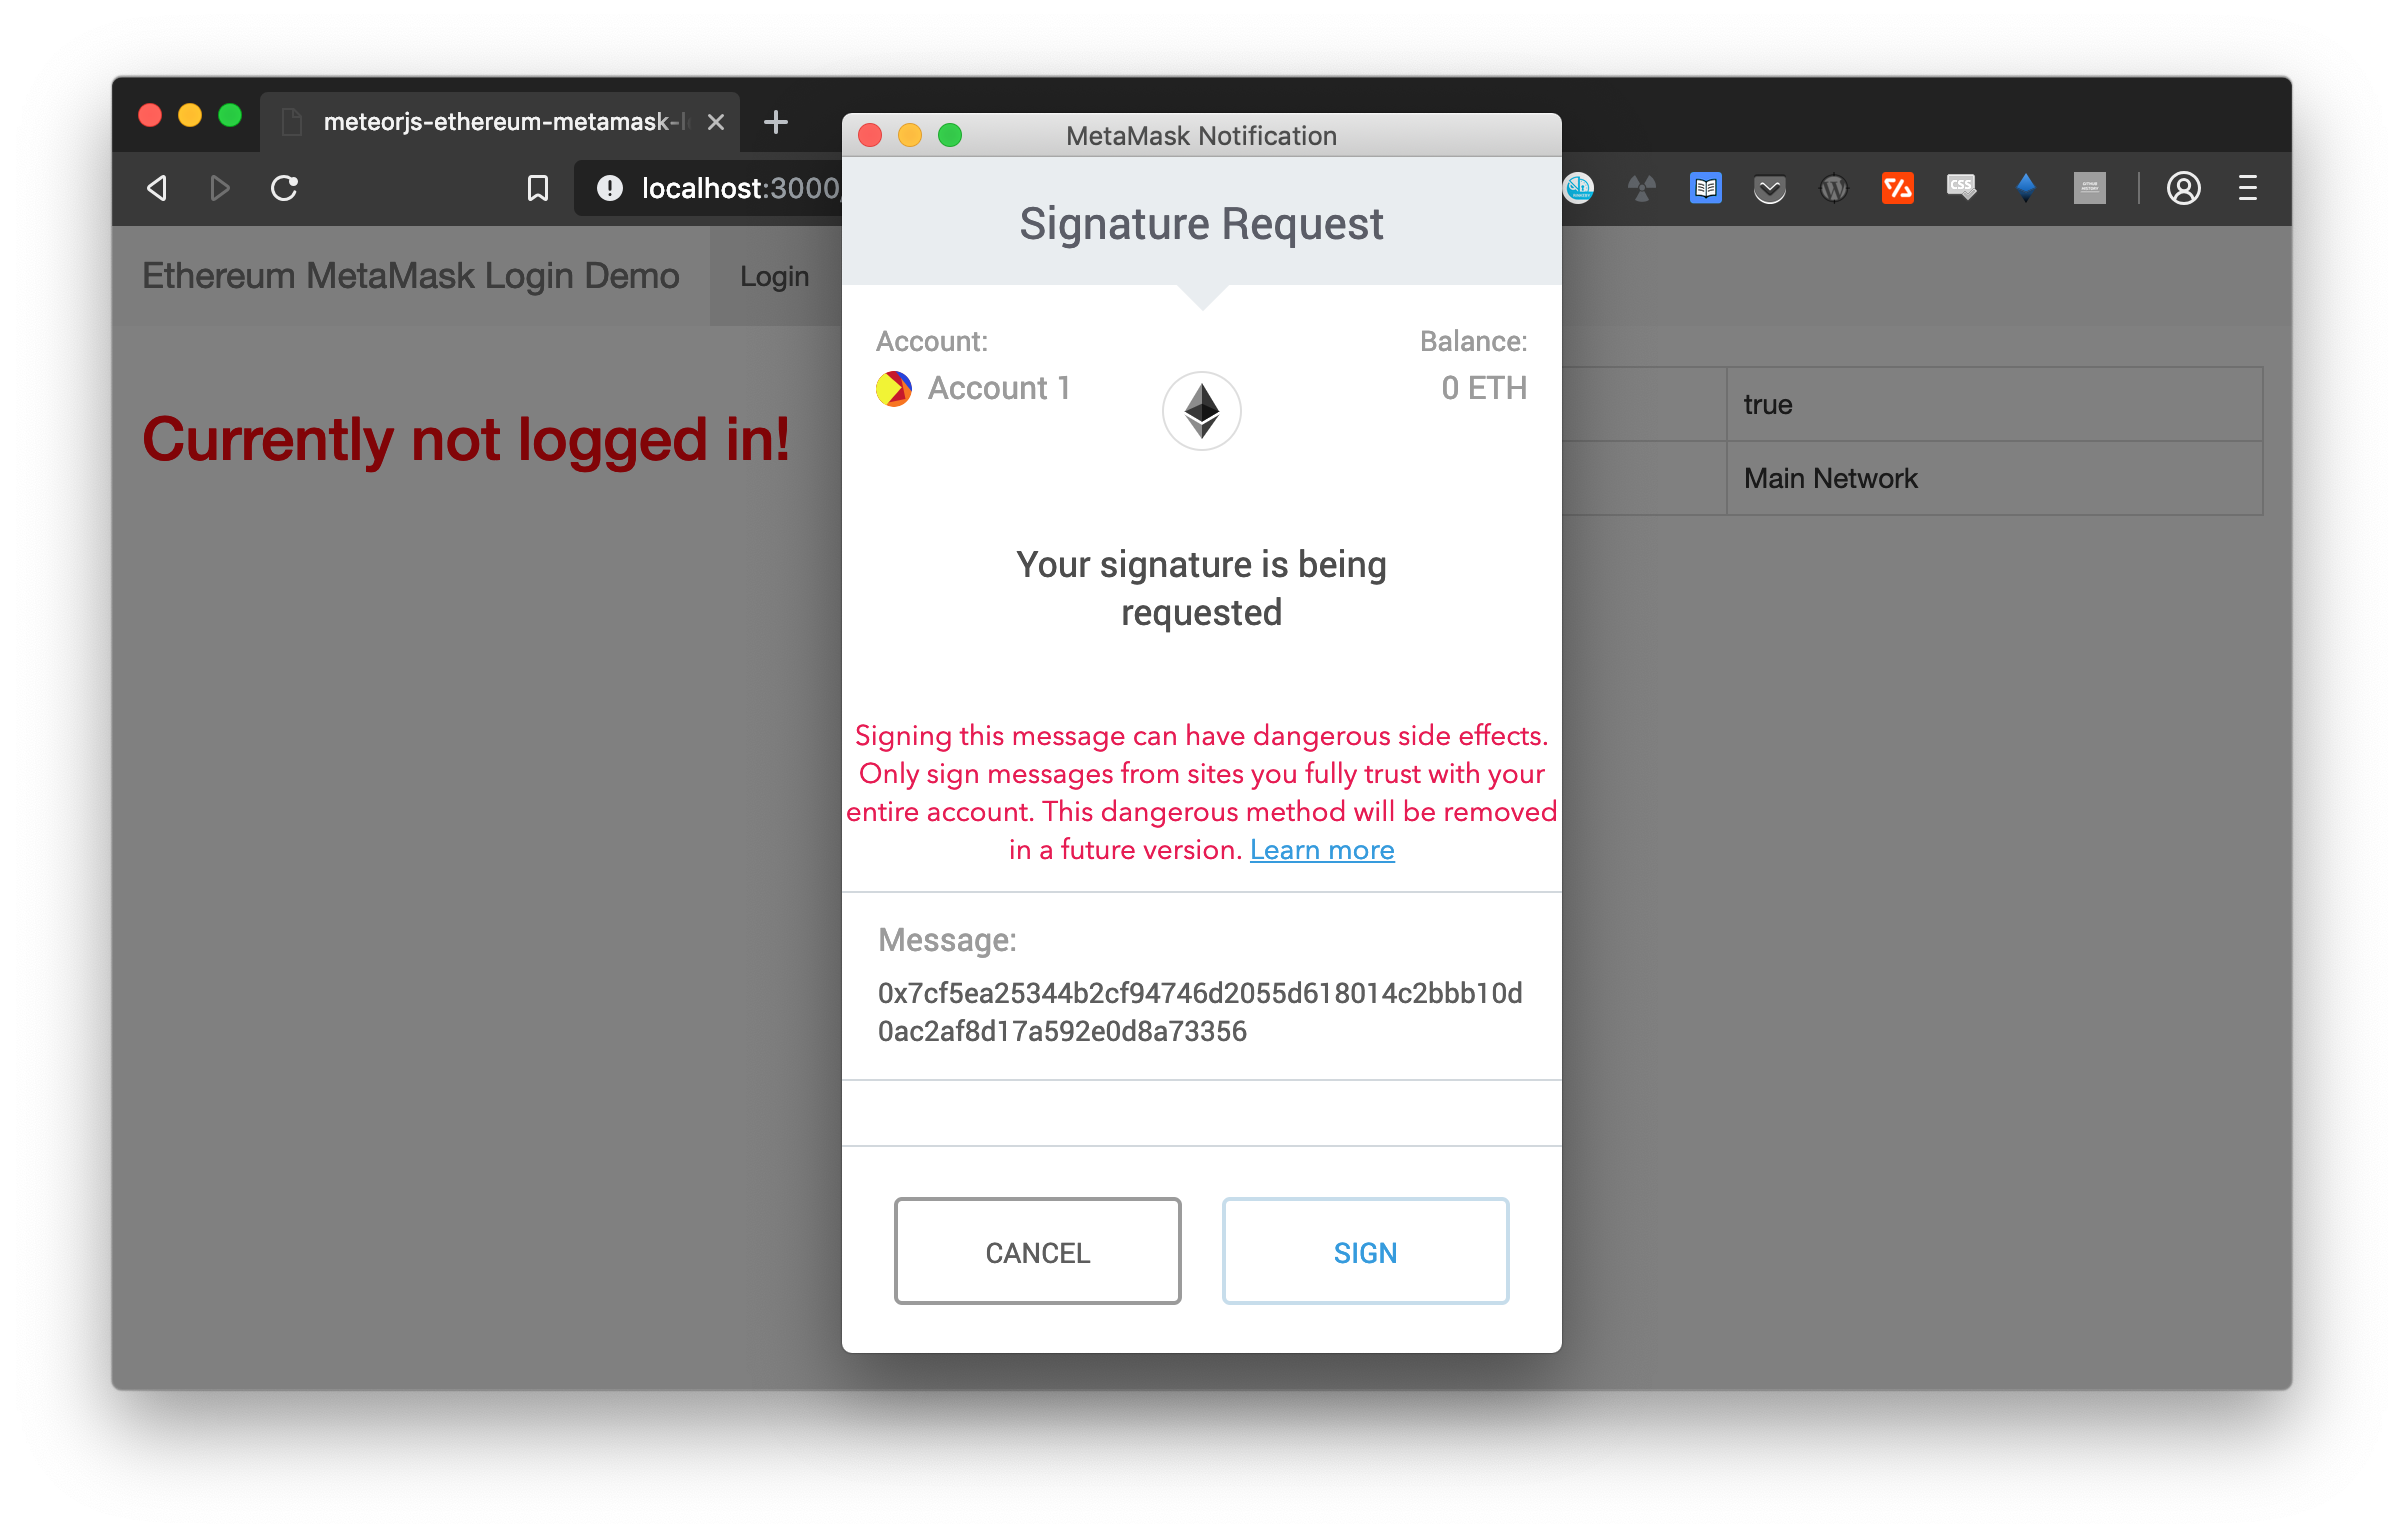 meteorjs-ethereum-metamask-l
MetaMask Notification
localhost:3000
CSS
Signature Request
Ethereum MetaMask Login Demo
Login
Account:
Balance:
Account 1
0 ETH
true
Currently not logged in!
Main Network
Your signature is being
requested
Signing this message can have dangerous side effects.
Only sign messages from sites you fully trust with your
entire account. This dangerous method will be removed
in a future version. Learn more
Message:
0x7cf5ea25344b2cf94746d2055d618014c2bbb10d
0ac2af8d17a592e0d8a73356
CANCEL
SIGN